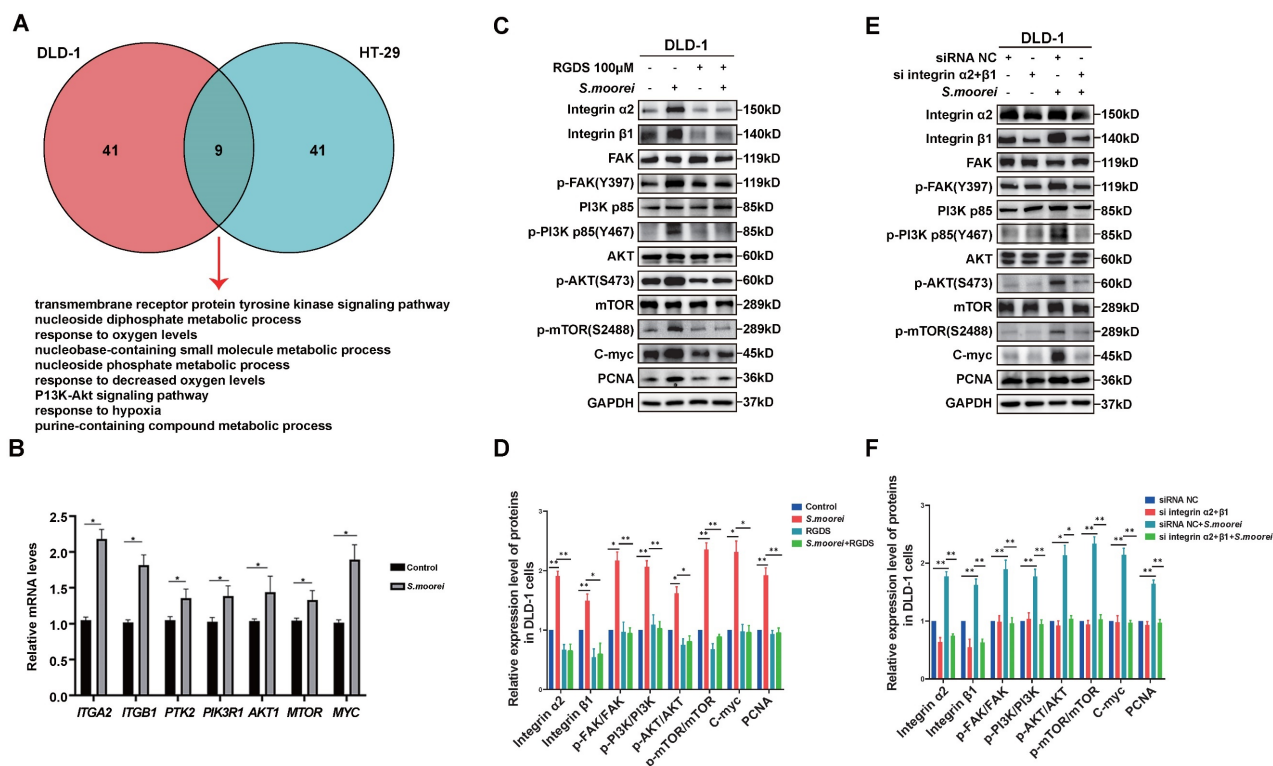 A
DLD-1
HT-29
41
9
41
transmembrane receptor protein tyrosine kinase signaling pathway
nucleoside diphosphate metabolic process
response to oxygen levels
nucleobase-containing small molecule metabolic process
nucleoside phosphate metabolic process
response to decreased oxygen levels
P13K-Akt signaling pathway
response to hypoxia
purine-containing compound metabolic process
B
Relative mRNA leves
2.5
2.0
1.5
1.0
0.5
0.0
* * * * * * *
ITGA2 ITGB1 PTK2 PIK3R1 AKT1 MTOR MYC
Control
S.moorei
C
DLD-1
RGDS 100μM - - + +
S.moorei - + - +
Integrin α2 150kD
Integrin β1 140kD
FAK 119kD
p-FAK(Y397) 119kD
PI3K p85 85kD
p-PI3K p85(Y467) 85kD
AKT 60kD
p-AKT(S473) 60kD
mTOR 289kD
p-mTOR(S2488) 289kD
C-myc 45kD
PCNA 36kD
GAPDH 37kD
D
Relative expression level of proteins
in DLD-1 cells
3
2
1
0
** ** ** * * ** ** ** * * ** ** * * ** **
Integrin α2 Integrin β1 p-FAK/FAK p-PI3K/PI3K p-AKT/AKT p-mTOR/mTOR C-myc PCNA
Control
S.moorei
RGDS
S.moorei+RGDS
E
DLD-1
siRNA NC + - + -
si integrin α2+β1 - + - +
S.moorei - - + +
Integrin α2 150kD
Integrin β1 140kD
FAK 119kD
p-FAK(Y397) 119kD
PI3K p85 85kD
p-PI3K p85(Y467) 85kD
AKT 60kD
p-AKT(S473) 60kD
mTOR 289kD
p-mTOR(S2488) 289kD
C-myc 45kD
PCNA 36kD
GAPDH 37kD
F
Relative expression level of proteins
in DLD-1 cells
3
2
1
0
** ** ** ** ** ** ** ** * * ** ** ** ** ** **
Integrin α2 Integrin β1 p-FAK/FAK p-PI3K/PI3K p-AKT/AKT p-mTOR/mTOR C-myc PCNA
siRNA NC
si integrin α2+β1
siRNA NC+S.moorei
si integrin α2+β1+S.moorei